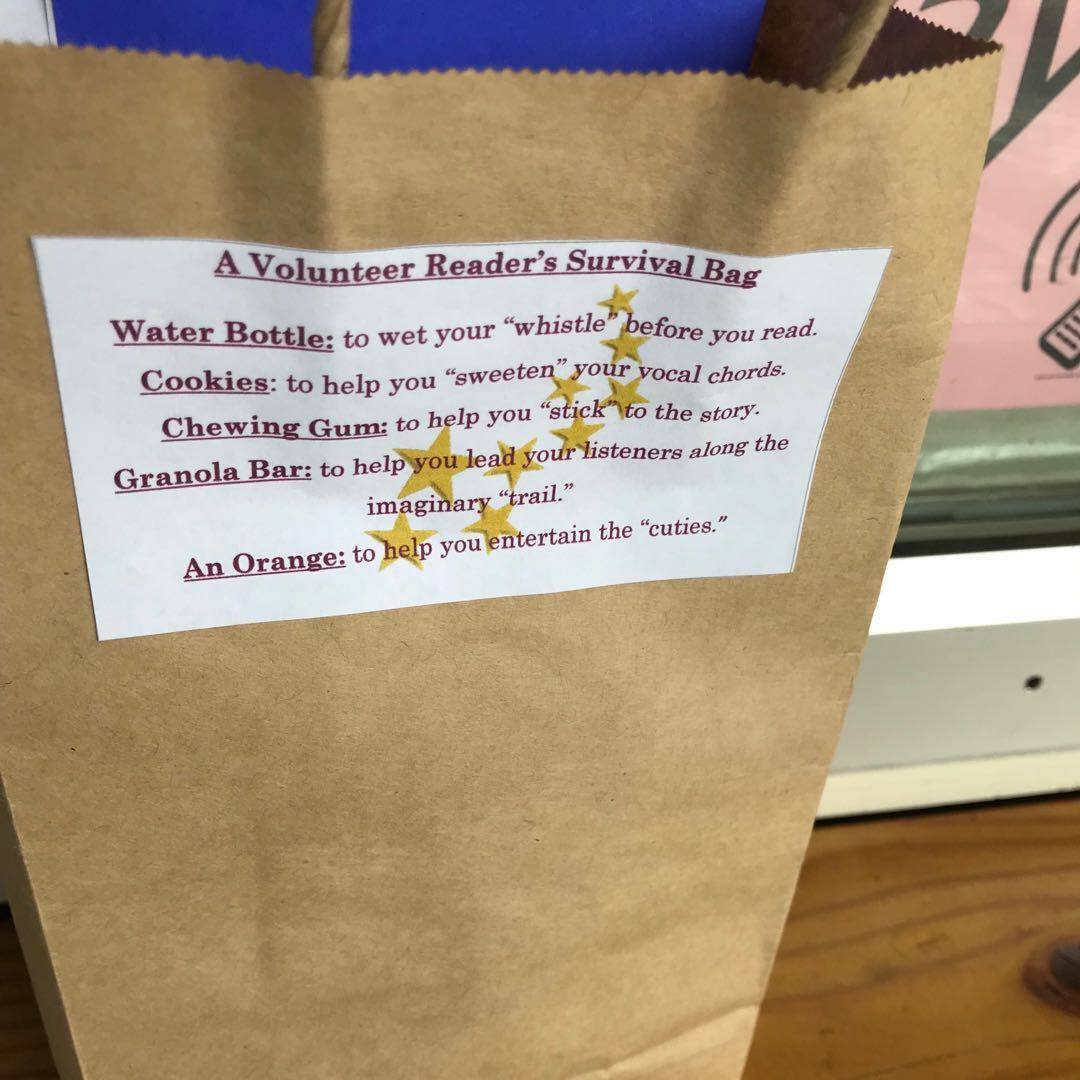 A Volunteer Reader's Survival Bag
Water Bottle: to wet your “whistle” before you read.
Cookies: to help you “sweeten” your vocal chords.
Chewing Gum: to help you “stick” to the story.
Granola Bar: to help you lead your listeners along the
imaginary “trail.”
An Orange: to help you entertain the “cuties.”